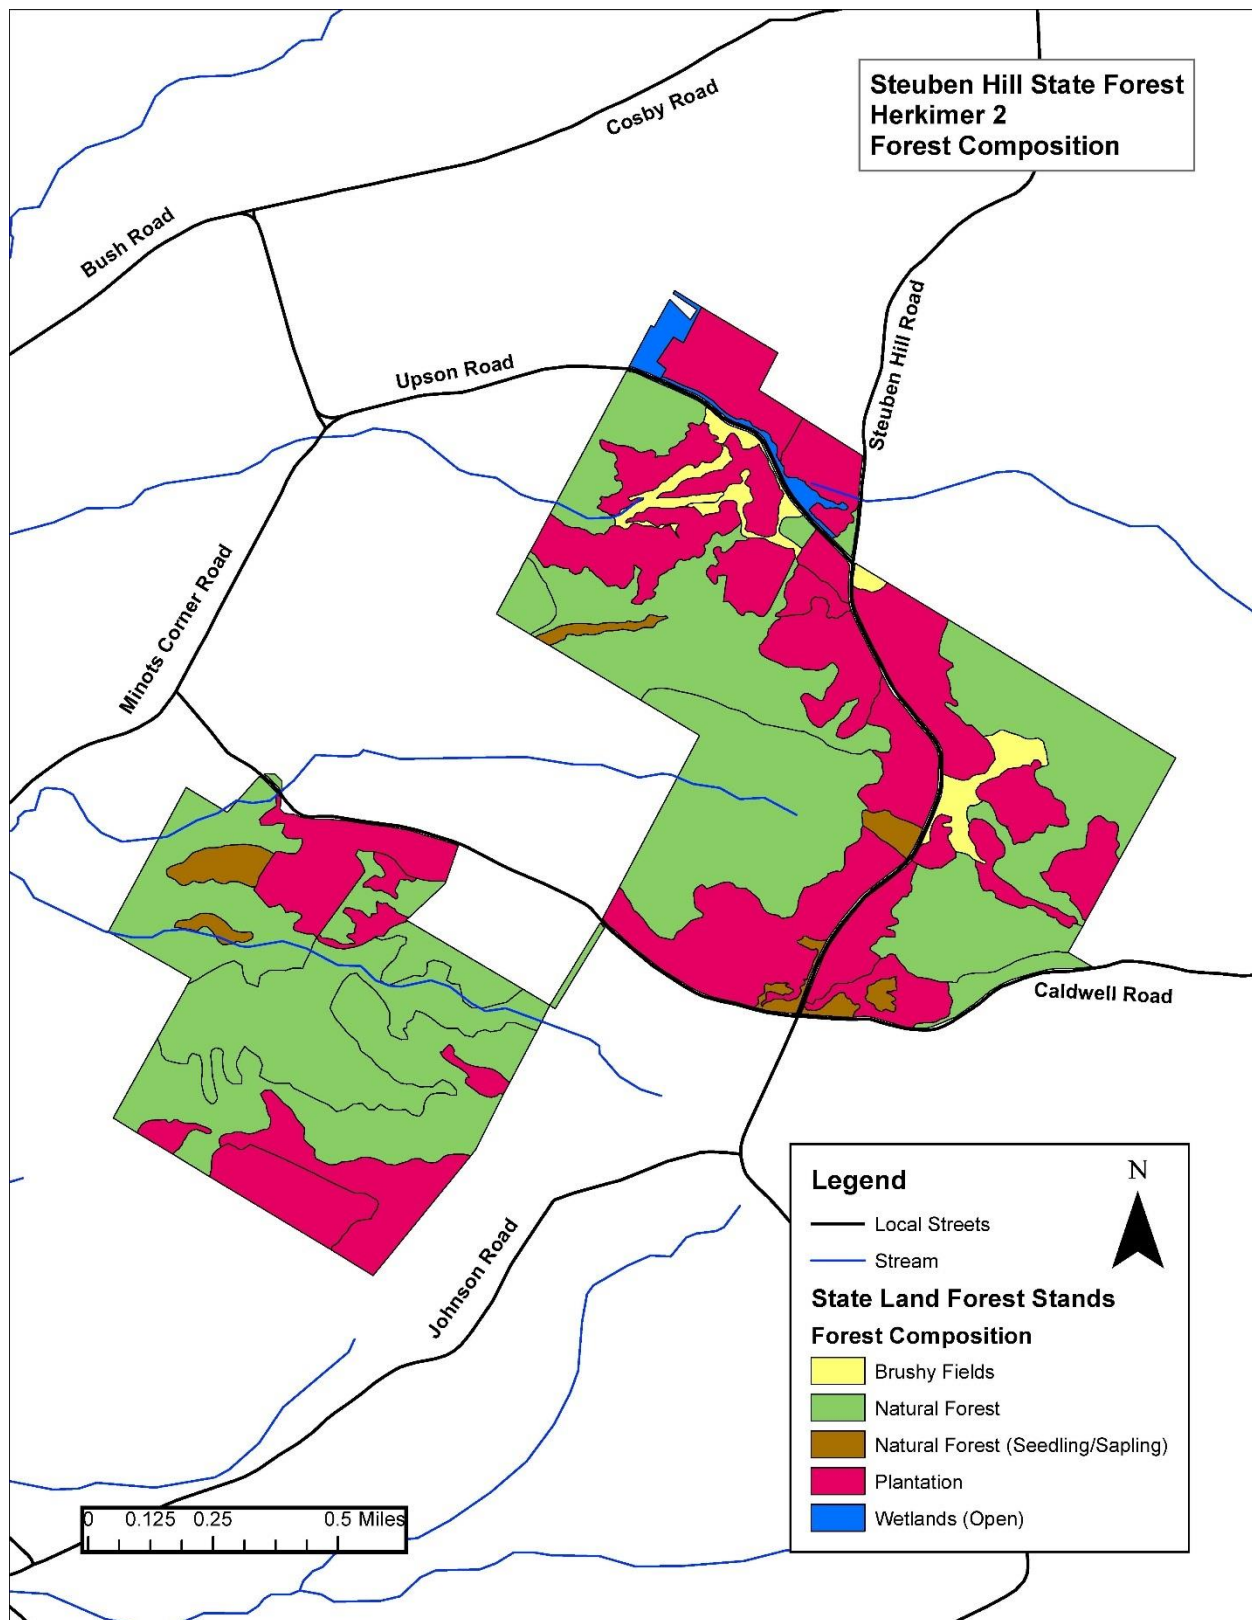 Steuben Hill State Forest
Herkimer 2
Forest Composition
Cosby Road
Bush Road
Steuben Hill Road
Upson Road
Minots Corner Road
Caldwell Road
Johnson Road
Legend
N
Local Streets
Stream
State Land Forest Stands
Forest Composition
Brushy Fields
Natural Forest
Natural Forest (Seedling/Sapling)
Plantation
Wetlands (Open)
0 0.125 0.25 0.5 Miles